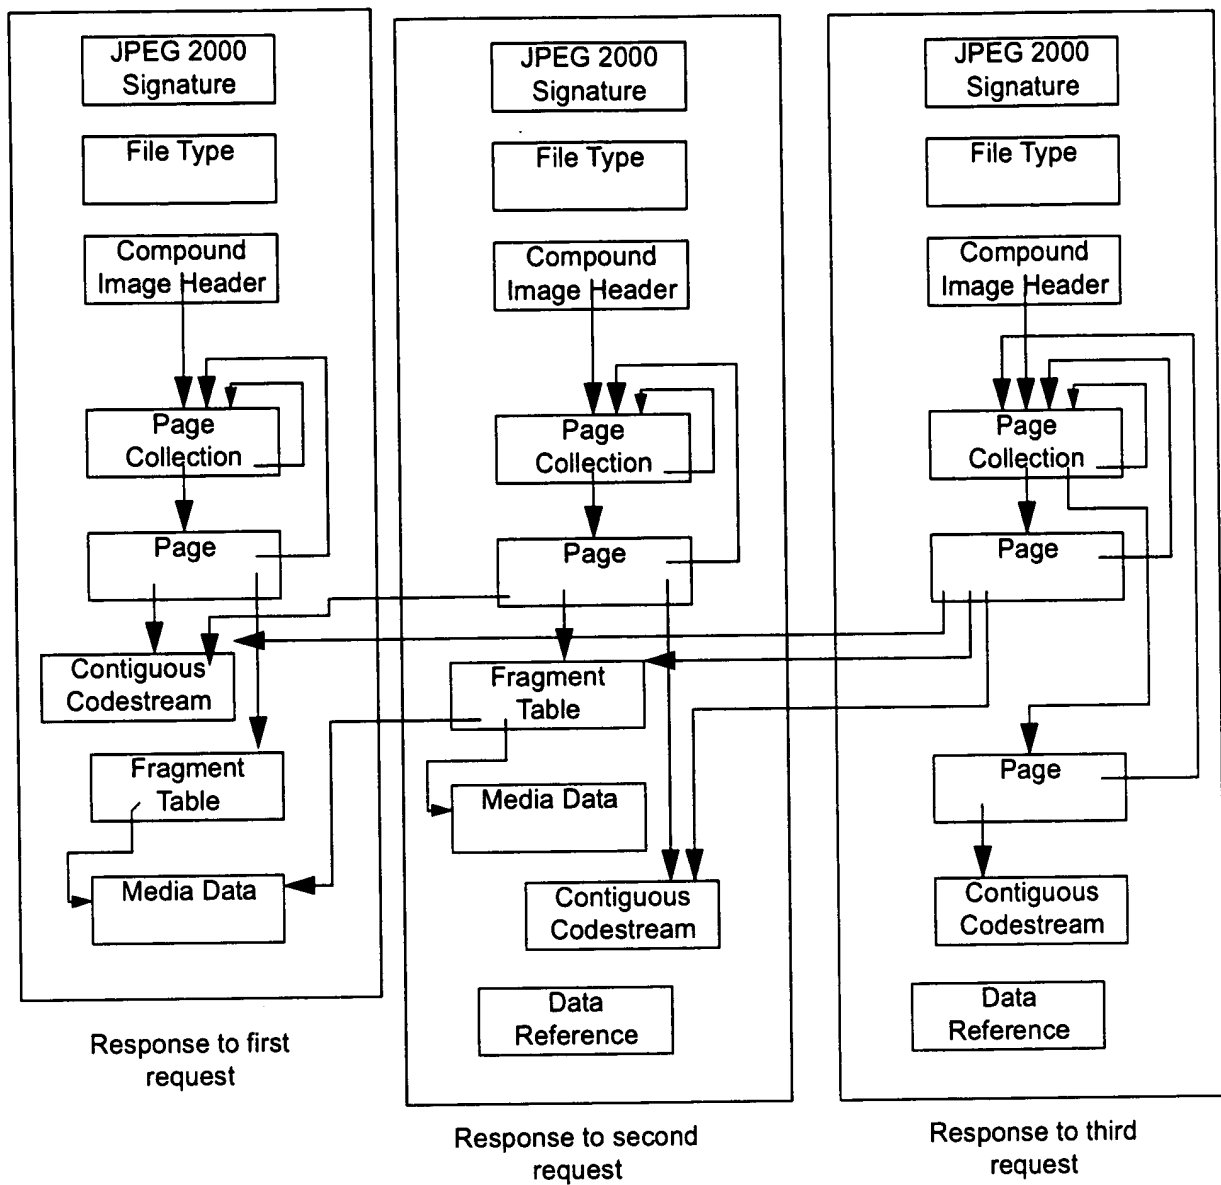 JPEG 2000
Signature
File Type
Compound
Image Header
Page
Collection
Page
Contiguous
Codestream
Fragment
Table
Media Data
Response to first
request
JPEG 2000
Signature
File Type
Compound
Image Header
Page
Collection
Page
Fragment
Table
Media Data
Contiguous
Codestream
Data
Reference
Response to second
request
JPEG 2000
Signature
File Type
Compound
Image Header
Page
Collection
Page
Page
Contiguous
Codestream
Data
Reference
Response to third
request